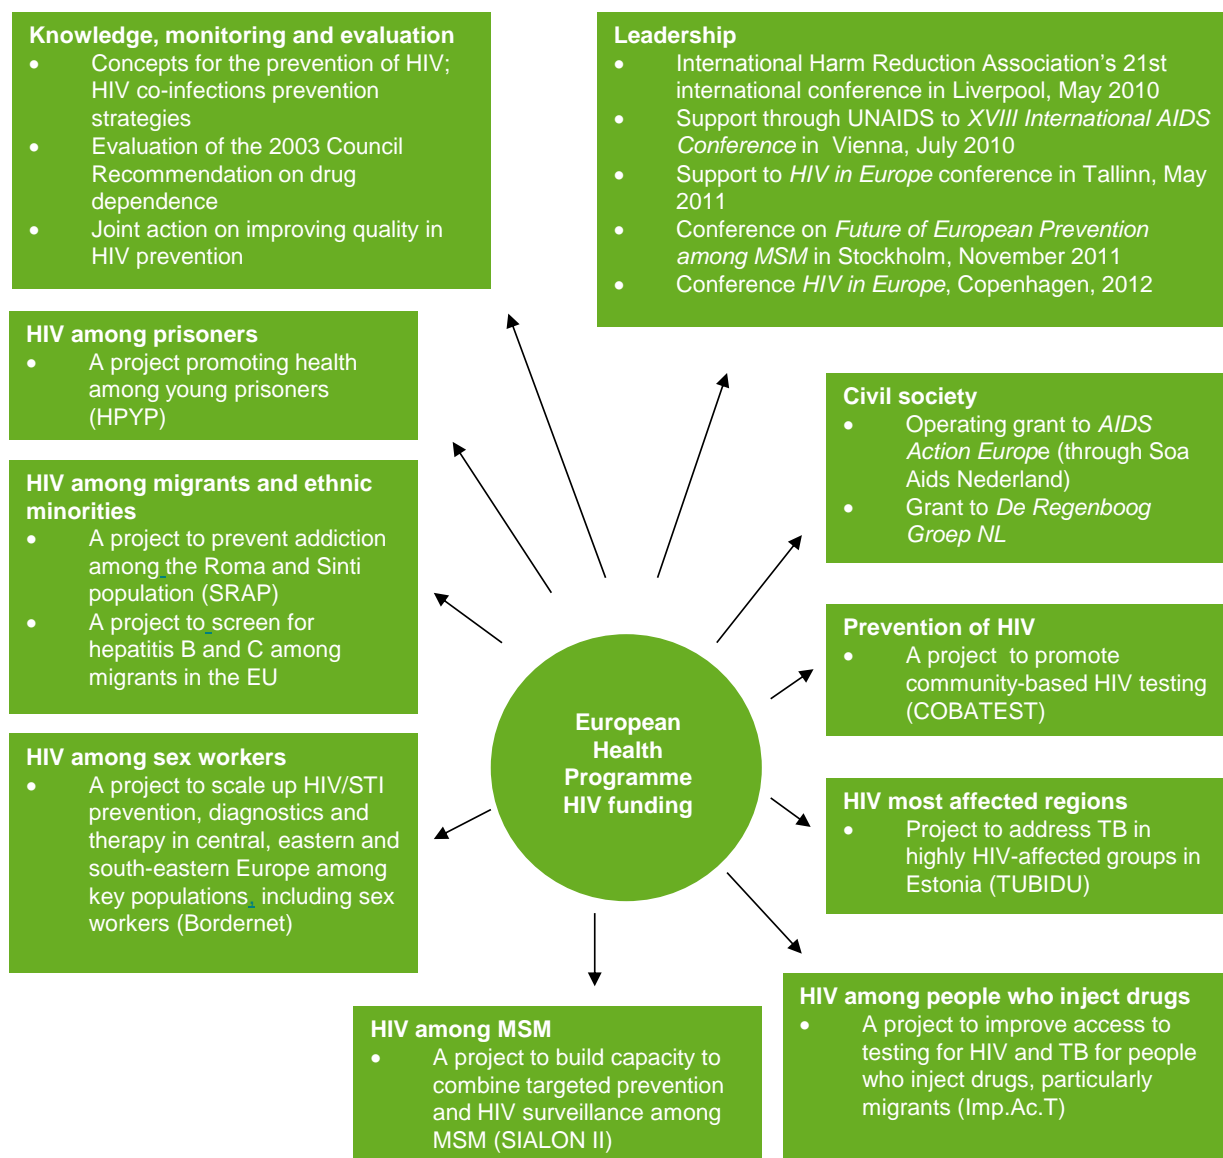 Knowledge, monitoring and evaluation
• Concepts for the prevention of HIV;
HIV co-infections prevention
strategies
• Evaluation of the 2003 Council
Recommendation on drug
dependence
• Joint action on improving quality in
HIV prevention
Leadership
• International Harm Reduction Association’s 21st
international conference in Liverpool, May 2010
• Support through UNAIDS to XVIII International AIDS
Conference in Vienna, July 2010
• Support to HIV in Europe conference in Tallinn, May
2011
• Conference on Future of European Prevention
among MSM in Stockholm, November 2011
• Conference HIV in Europe, Copenhagen, 2012
HIV among prisoners
• A project promoting health
among young prisoners
(HPYP)
Civil society
• Operating grant to AIDS
Action Europe (through Soa
Aids Nederland)
• Grant to De Regenboog
Groep NL
HIV among migrants and ethnic
minorities
• A project to prevent addiction
among the Roma and Sinti
population (SRAP)
• A project to screen for
hepatitis B and C among
migrants in the EU
Prevention of HIV
• A project to promote
community-based HIV testing
(COBATEST)
European
Health
Programme
HIV funding
HIV among sex workers
• A project to scale up HIV/STI
prevention, diagnostics and
therapy in central, eastern and
south-eastern Europe among
key populations, including sex
workers (Bordernet)
HIV most affected regions
• Project to address TB in
highly HIV-affected groups in
Estonia (TUBIDU)
HIV among MSM
• A project to build capacity to
combine targeted prevention
and HIV surveillance among
MSM (SIALON II)
HIV among people who inject drugs
• A project to improve access to
testing for HIV and TB for people
who inject drugs, particularly
migrants (Imp.Ac.T)